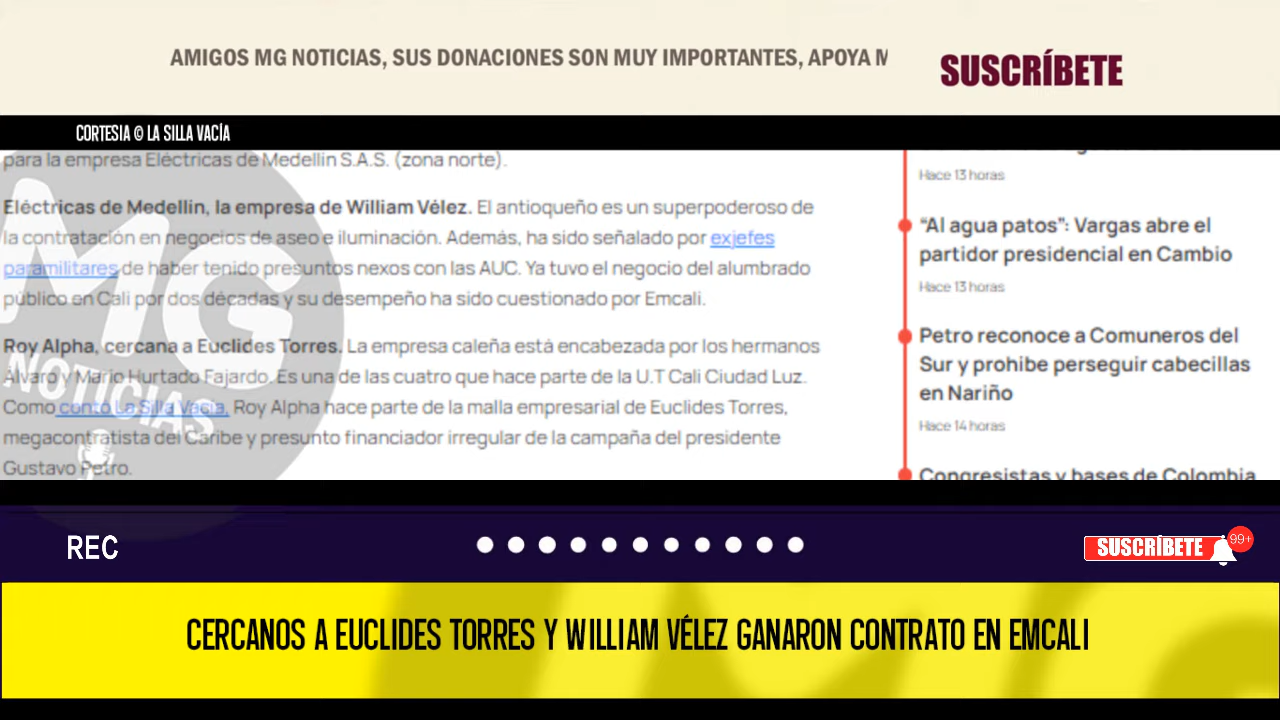 AMIGOS MG NOTICIAS, SUS DONACIONES SON MUY IMPORTANTES, APOYA M
SUSCRÍBETE
CORTESIA © LA SILLA VACÍA
para la empresa Eléctricas de Medellín S.A.S. (zona norte).
Eléctricas de Medellín, la empresa de William Vélez. El antioqueño es un superpoderoso de
la contratación en negocios de aseo e iluminación. Además, ha sido señalado por exjefes
paramilitares de haber tenido presuntos nexos con las AUC. Ya tuvo el negocio del alumbrado
público en Cali por dos décadas y su desempeño ha sido cuestionado por Emcali.
Roy Alpha, cercana a Euclides Torres. La empresa caleña está encabezada por los hermanos
Álvaro y Mario Hurtado Fajardo. Es una de las cuatro que hace parte de la U.T Cali Ciudad Luz.
Como contó La Silla Vacía, Roy Alpha hace parte de la malla empresarial de Euclides Torres,
megacontratista del Caribe y presunto financiador irregular de la campaña del presidente
Gustavo Petro.
MG
NOTICIAS
Hace 13 horas
“Al agua patos”: Vargas abre el
partidor presidencial en Cambio
Hace 13 horas
Petro reconoce a Comuneros del
Sur y prohibe perseguir cabecillas
en Nariño
Hace 14 horas
Congresistas y bases de Colombia
REC
SUSCRÍBETE
99+
CERCANOS A EUCLIDES TORRES Y WILLIAM VÉLEZ GANARON CONTRATO EN EMCALI